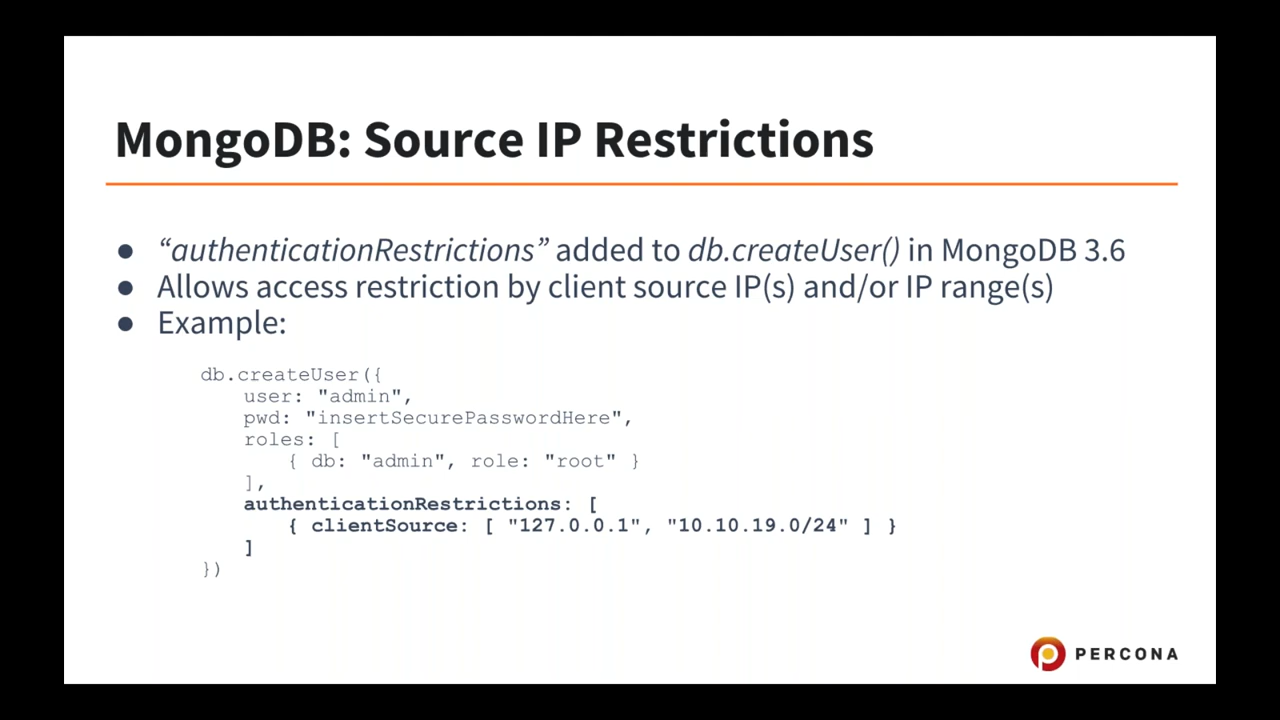 MongoDB: Source IP Restrictions
● “authenticationRestrictions” added to db.createUser() in MongoDB 3.6
● Allows access restriction by client source IP(s) and/or IP range(s)
● Example:
db.createUser({
    user: "admin",
    pwd: "insertSecurePasswordHere",
    roles: [
        { db: "admin", role: "root" }
    ],
    authenticationRestrictions: [
        { clientSource: [ "127.0.0.1", "10.10.19.0/24" ] }
    ]
})
PERCONA